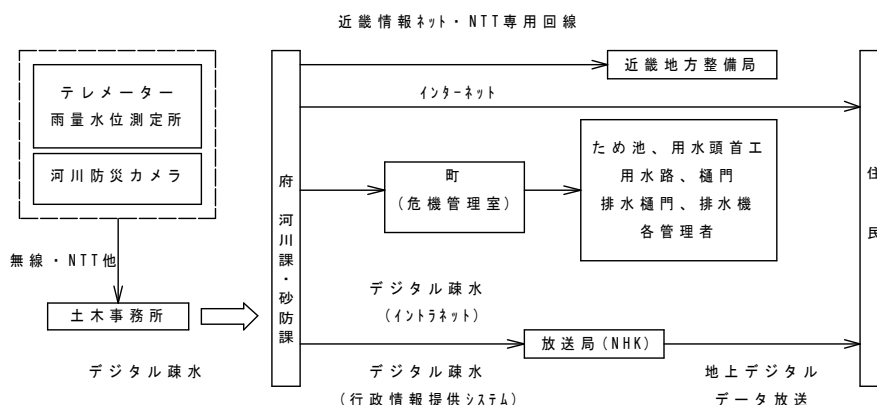 近畿情報ネット・NTT専用回線
テレメーター
雨量水位測定所
河川防災カメラ
無線・NTT他
土木事務所
デジタル疎水
府 河川課・砂防課
近畿地方整備局
インターネット
町
(危機管理室)
ため池、用水頭首工
用水路、樋門
排水樋門、排水機
各管理者
デジタル疎水
(イントラネット)
放送局(NHK)
デジタル疎水
(行政情報提供システム)
地上デジタル
データ放送
住民